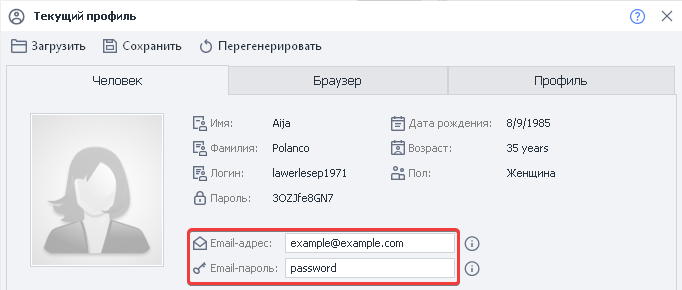 Текущий профиль
Загрузить Сохранить Перегенерировать
Человек Браузер Профиль
Имя: Aija Дата рождения: 8/9/1985
Фамилия: Polanco Возраст: 35 years
Логин: lawerlesep1971 Пол: Женщина
Пароль: 3OZJfe8GN7
Email-адрес: example@example.com
Email-пароль: password